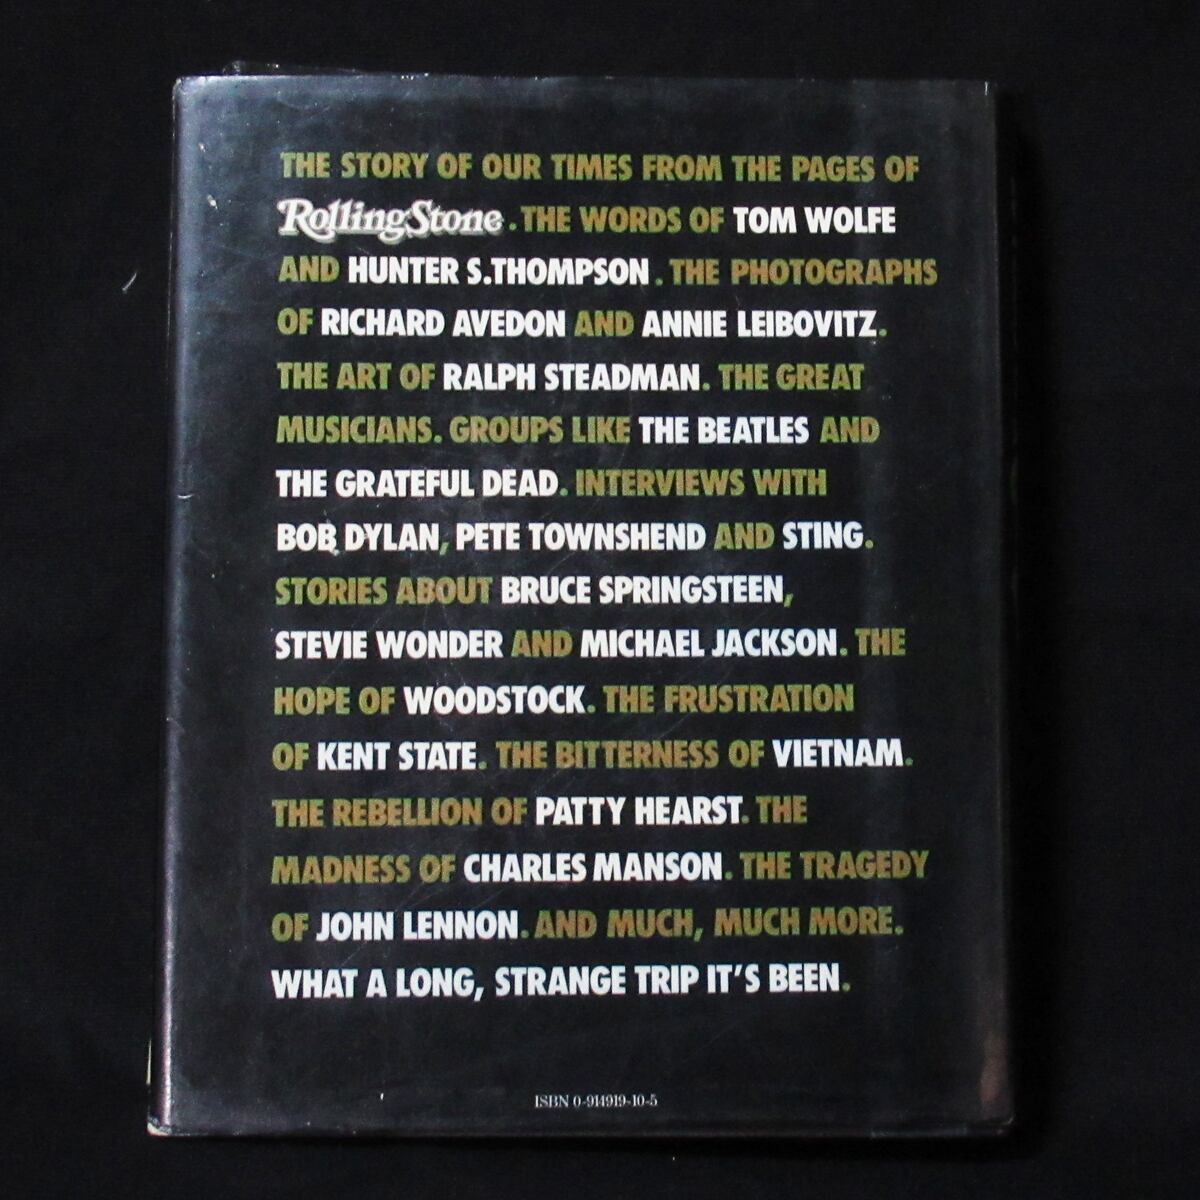 THE STORY OF OUR TIMES FROM THE PAGES OF
RollingStone. THE WORDS OF TOM WOLFE
AND HUNTER S.THOMPSON. THE PHOTOGRAPHS
OF RICHARD AVEDON AND ANNIE LEIBOVITZ.
THE ART OF RALPH STEADMAN. THE GREAT
MUSICIANS. GROUPS LIKE THE BEATLES AND
THE GRATEFUL DEAD. INTERVIEWS WITH
BOB DYLAN, PETE TOWNSHEND AND STING.
STORIES ABOUT BRUCE SPRINGSTEEN,
STEVIE WONDER AND MICHAEL JACKSON. THE
HOPE OF WOODSTOCK. THE FRUSTRATION
OF KENT STATE. THE BITTERNESS OF VIETNAM.
THE REBELLION OF PATTY HEARST. THE
MADNESS OF CHARLES MANSON. THE TRAGEDY
OF JOHN LENNON. AND MUCH, MUCH MORE.
WHAT A LONG, STRANGE TRIP IT'S BEEN.
ISBN 0-914919-10-5